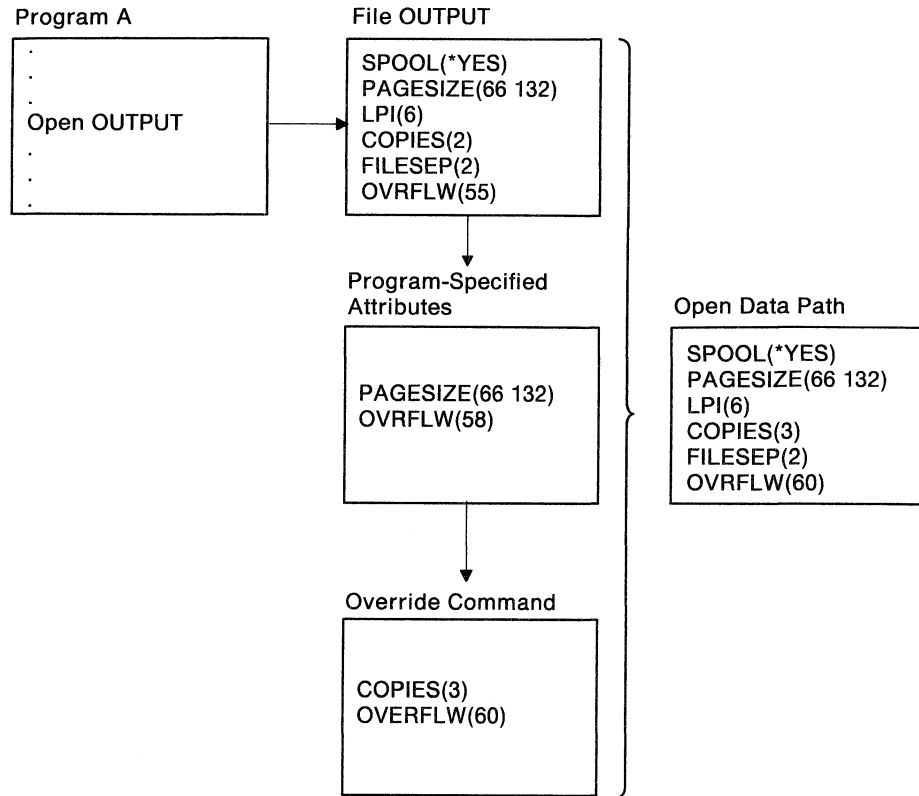 Program A
.
.
.
Open OUTPUT
.
.
.
File OUTPUT
SPOOL(*YES)
PAGESIZE(66 132)
LPI(6)
COPIES(2)
FILESEP(2)
OVRFLW(55)
Program-Specified
Attributes
PAGESIZE(66 132)
OVRFLW(58)
Override Command
COPIES(3)
OVERFLW(60)
Open Data Path
SPOOL(*YES)
PAGESIZE(66 132)
LPI(6)
COPIES(3)
FILESEP(2)
OVRFLW(60)